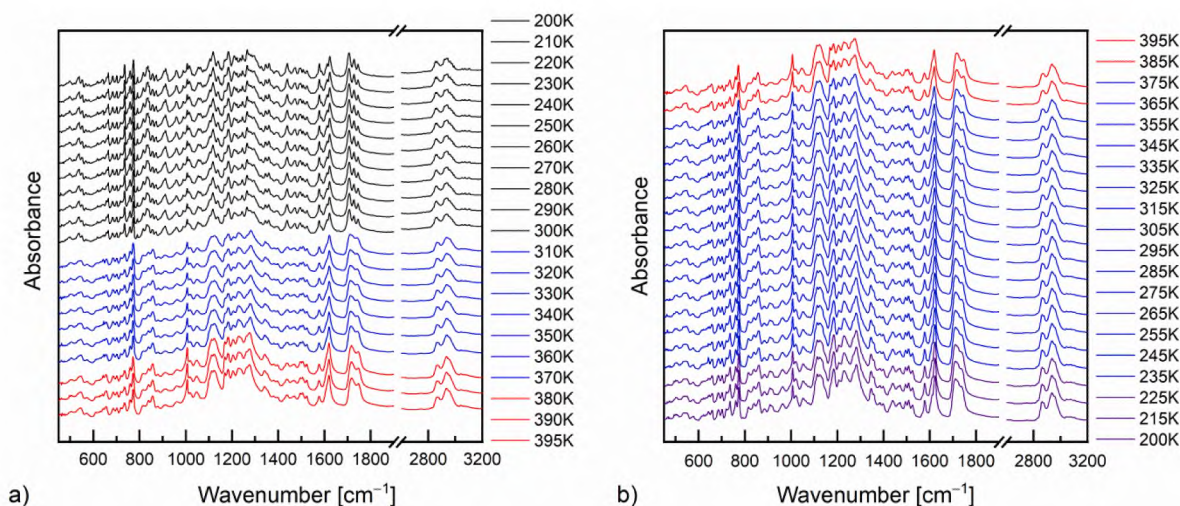 Absorbance
200K
210K
220K
230K
240K
250K
260K
270K
280K
290K
300K
310K
320K
330K
340K
350K
360K
370K
380K
390K
395K
600 800 1000 1200 1400 1600 2800 3200
Wavenumber [cm⁻¹]
a)
Absorbance
395K
385K
375K
365K
355K
345K
335K
325K
315K
305K
295K
285K
275K
265K
255K
245K
235K
225K
215K
200K
600 800 1000 1200 1400 1600 1800 2800 3200
Wavenumber [cm⁻¹]
b)